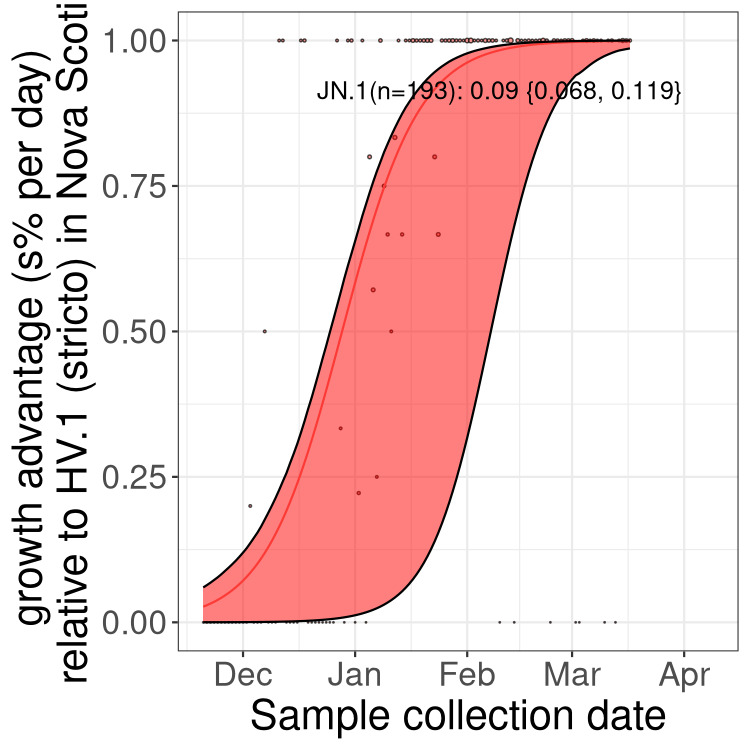 growth advantage (s% per day)
relative to HV.1 (stricto) in Nova Scoti
1.00
0.75
0.50
0.25
0.00
JN.1(n=193): 0.09 {0.068, 0.119}
Dec Jan Feb Mar Apr
Sample collection date